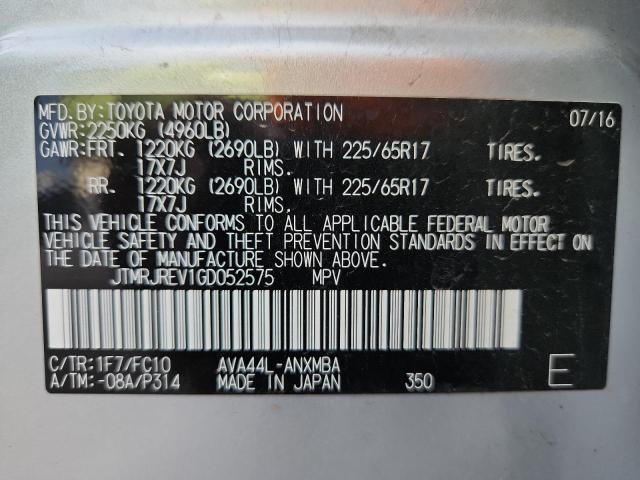 MFD.BY:TOYOTA MOTOR CORPORATION 07/16
GVWR:2250KG (4960LB)
GAWR:FRT. 1220KG (2690LB) WITH 225/65R17 TIRES.
17X7J RIMS.
RR. 1220KG (2690LB) WITH 225/65R17 TIRES.
17X7J RIMS.
THIS VEHICLE CONFORMS TO ALL APPLICABLE FEDERAL MOTOR
VEHICLE SAFETY AND THEFT PREVENTION STANDARDS IN EFFECT ON
THE DATE OF MANUFACTURE SHOWN ABOVE.
JTMRJREV1GD052575 MPV
C/TR:1F7/FC10 AVA44L-ANXMBA
A/TM:-08A/P314 MADE IN JAPAN 350 E